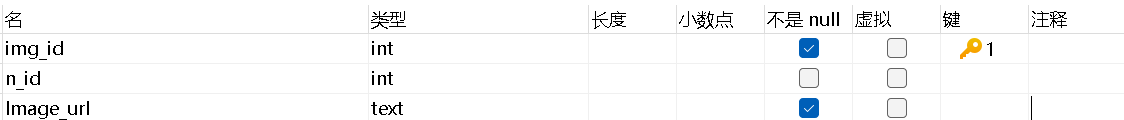 名 类型 长度 小数点 不是 null 虚拟 键 注释
img_id int 1
n_id int
Image_url text